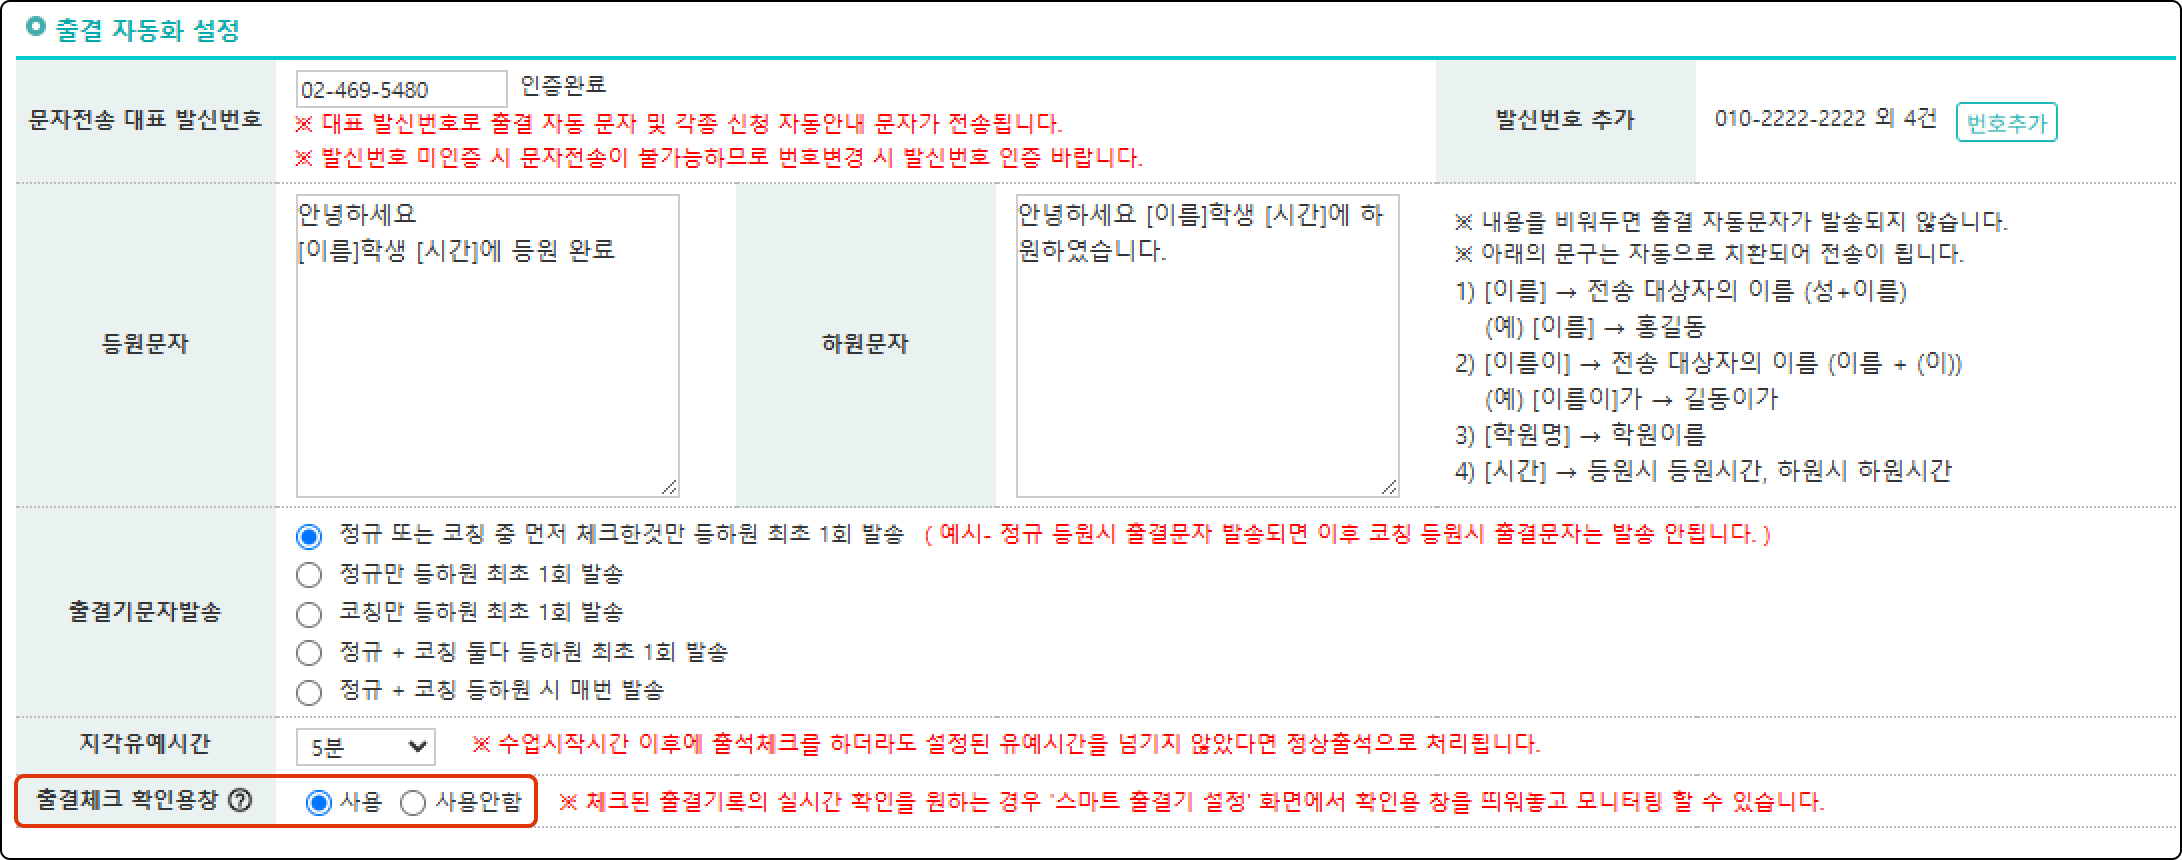 출결 자동화 설정
문자전송 대표 발신번호
02-469-5480 인증완료
※ 대표 발신번호로 출결 자동 문자 및 각종 신청 자동안내 문자가 전송됩니다.
※ 발신번호 미인증 시 문자전송이 불가능하므로 번호변경 시 발신번호 인증 바랍니다.
발신번호 추가
010-2222-2222 외 4건 번호추가
등원문자
안녕하세요
[이름]학생 [시간]에 등원 완료
하원문자
안녕하세요 [이름]학생 [시간]에 하
원하였습니다.
※ 내용을 비워두면 출결 자동문자가 발송되지 않습니다.
※ 아래의 문구는 자동으로 치환되어 전송이 됩니다.
1) [이름] → 전송 대상자의 이름 (성+이름)
(예) [이름] → 홍길동
2) [이름이] → 전송 대상자의 이름 (이름 + (이))
(예) [이름이]가 → 길동이가
3) [학원명] → 학원이름
4) [시간] → 등원시 등원시간, 하원시 하원시간
출결기문자발송
정규 또는 코칭 중 먼저 체크한것만 등하원 최초 1회 발송 ( 예시- 정규 등원시 출결문자 발송되면 이후 코칭 등원시 출결문자는 발송 안됩니다. )
정규만 등하원 최초 1회 발송
코칭만 등하원 최초 1회 발송
정규 + 코칭 둘다 등하원 최초 1회 발송
정규 + 코칭 등하원 시 매번 발송
지각유예시간
5분 ※ 수업시작시간 이후에 출석체크를 하더라도 설정된 유예시간을 넘기지 않았다면 정상출석으로 처리됩니다.
출결체크 확인용창 ?
사용 사용안함 ※ 체크된 출결기록의 실시간 확인을 원하는 경우 '스마트 출결기 설정' 화면에서 확인용 창을 띄워놓고 모니터링 할 수 있습니다.